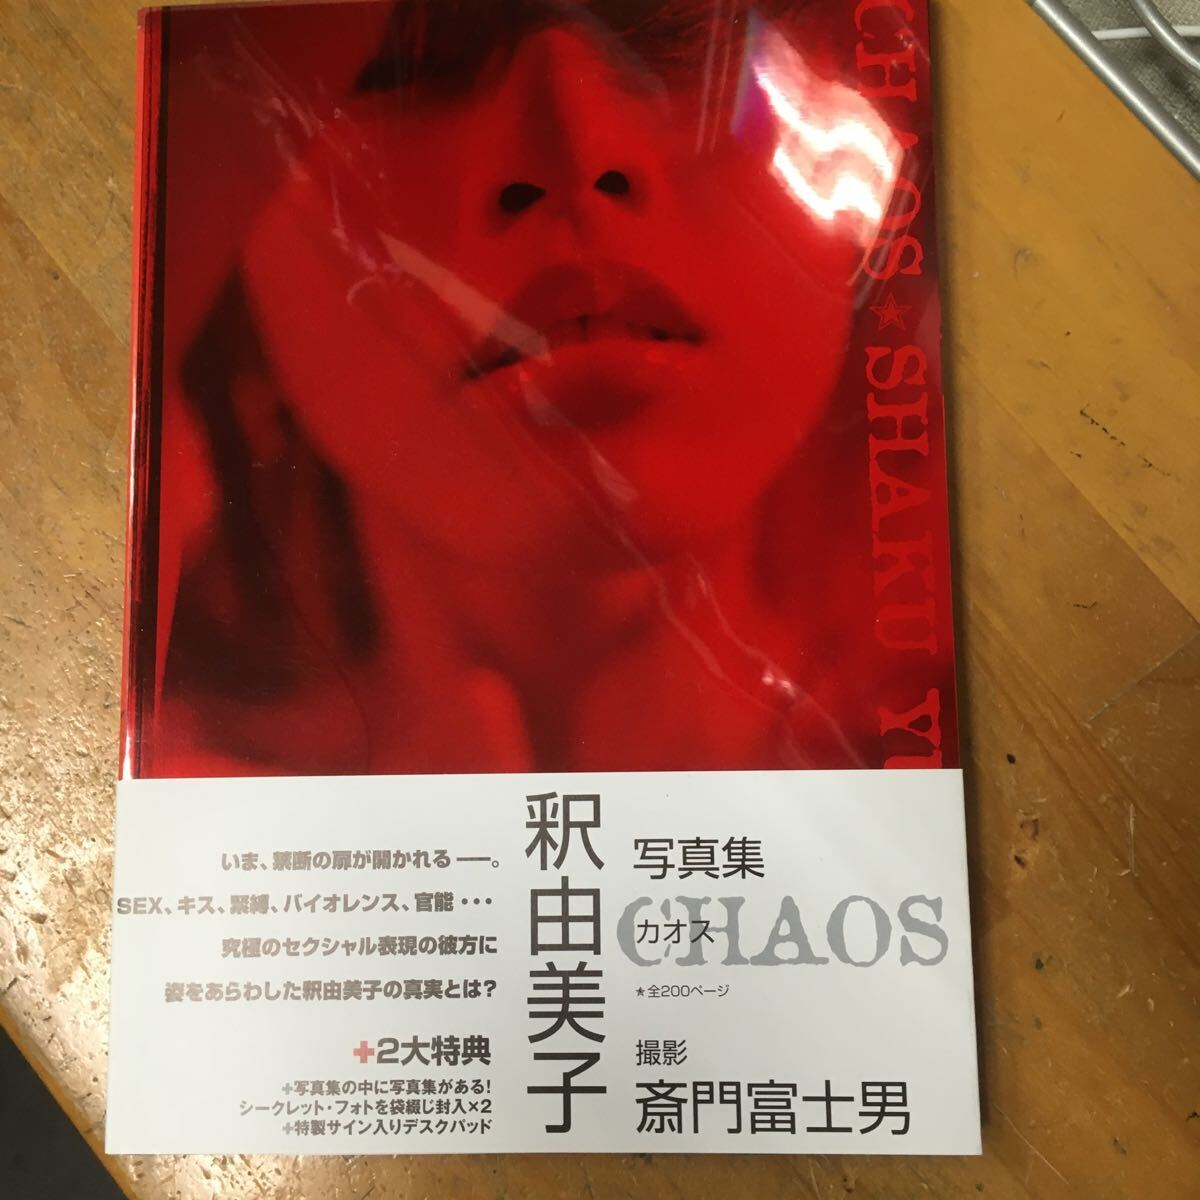 CHAOS★SHAKU YU
釈由美子
写真集
CHAOS
カオス
★全200ページ
撮影
斎門富士男
いま、禁断の扉が開かれる──。
SEX、キス、緊縛、バイオレンス、官能・・・
究極のセクシャル表現の彼方に
姿をあらわした釈由美子の真実とは?
+2大特典
+写真集の中に写真集がある!
シークレット・フォトを袋綴じ封入×2
+特製サイン入りデスクパッド